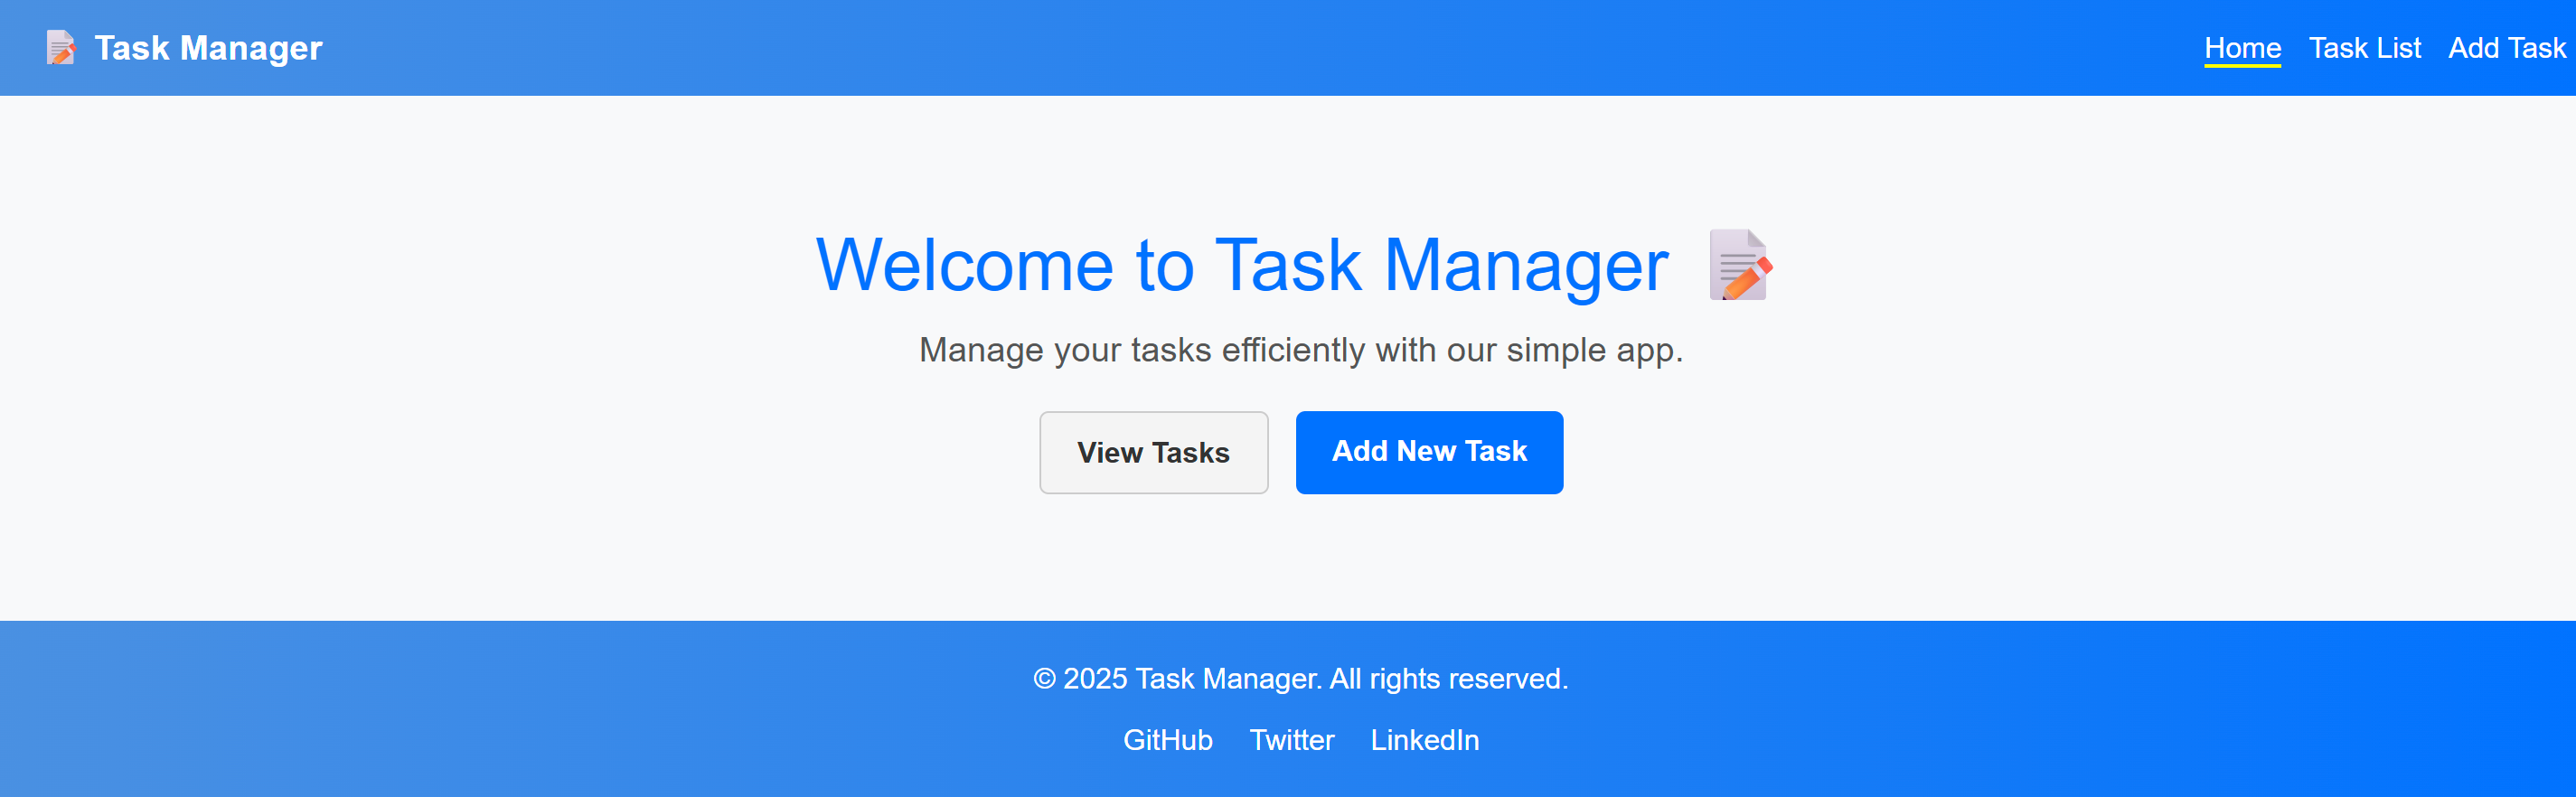 Task Manager
Home Task List Add Task
Welcome to Task Manager
Manage your tasks efficiently with our simple app.
View Tasks Add New Task
© 2025 Task Manager. All rights reserved.
GitHub Twitter LinkedIn